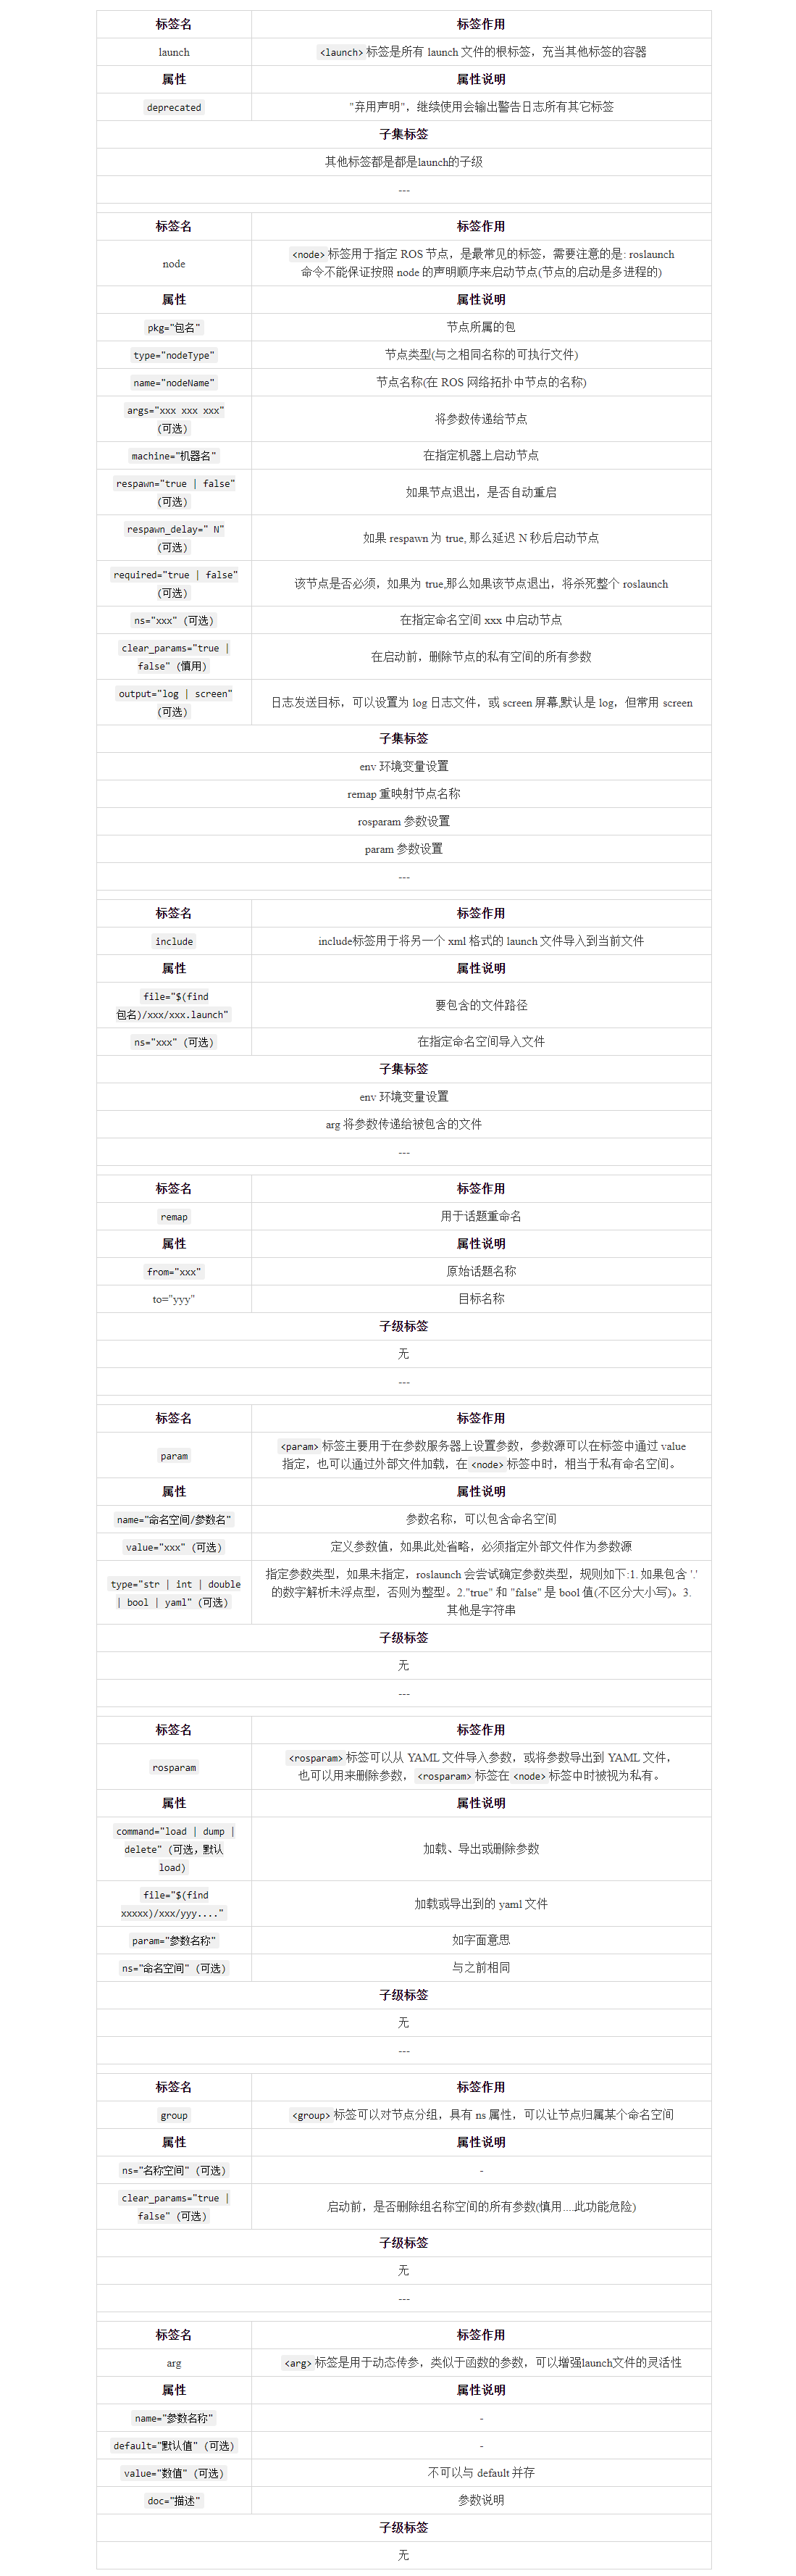 标签名 标签作用
launch <launch>标签是所有 launch 文件的根标签，充当其他标签的容器
属性 属性说明
deprecated "弃用声明"，继续使用会输出警告日志所有其它标签
子集标签
其他标签都是都是launch的子级
---
标签名 标签作用
node <node>标签用于指定 ROS 节点，是最常见的标签，需要注意的是: roslaunch
命令不能保证按照 node 的声明顺序来启动节点(节点的启动是多进程的)
属性 属性说明
pkg="包名" 节点所属的包
type="nodeType" 节点类型(与之相同名称的可执行文件)
name="nodeName" 节点名称(在 ROS 网络拓扑中节点的名称)
args="xxx xxx xxx"
(可选) 将参数传递给节点
machine="机器名" 在指定机器上启动节点
respawn="true | false"
(可选) 如果节点退出，是否自动重启
respawn_delay=" N"
(可选) 如果 respawn 为 true, 那么延迟 N 秒后启动节点
required="true | false"
(可选) 该节点是否必须，如果为 true,那么如果该节点退出，将杀死整个 roslaunch
ns="xxx" (可选) 在指定命名空间 xxx 中启动节点
clear_params="true |
false" (慎用) 在启动前，删除节点的私有空间的所有参数
output="log | screen"
(可选) 日志发送目标，可以设置为 log 日志文件，或 screen 屏幕,默认是 log，但常用 screen
子集标签
env 环境变量设置
remap 重映射节点名称
rosparam 参数设置
param 参数设置
---
标签名 标签作用
include include标签用于将另一个 xml 格式的 launch 文件导入到当前文件
属性 属性说明
file="$(find
包名)/xxx/xxx.launch" 要包含的文件路径
ns="xxx" (可选) 在指定命名空间导入文件
子集标签
env 环境变量设置
arg 将参数传递给被包含的文件
---
标签名 标签作用
remap 用于话题重命名
属性 属性说明
from="xxx" 原始话题名称
to="yyy" 目标名称
子级标签
无
---
标签名 标签作用
param <param>标签主要用于在参数服务器上设置参数，参数源可以在标签中通过 value
指定，也可以通过外部文件加载，在<node>标签中时，相当于私有命名空间。
属性 属性说明
name="命名空间/参数名" 参数名称，可以包含命名空间
value="xxx" (可选) 定义参数值，如果此处省略，必须指定外部文件作为参数源
type="str | int | double
| bool | yaml" (可选) 指定参数类型，如果未指定，roslaunch 会尝试确定参数类型，规则如下:1. 如果包含 '.'
的数字解析未浮点型，否则为整型。2."true" 和 "false" 是 bool 值(不区分大小写)。3.
其他是字符串
子级标签
无
---
标签名 标签作用
rosparam <rosparam>标签可以从 YAML 文件导入参数，或将参数导出到 YAML 文件，
也可以用来删除参数，<rosparam>标签在<node>标签中时被视为私有。
属性 属性说明
command="load | dump |
delete" (可选，默认
load) 加载、导出或删除参数
file="$(find
xxxxx)/xxx/yyy...." 加载或导出到的 yaml 文件
param="参数名称" 如字面意思
ns="命名空间" (可选) 与之前相同
子级标签
无
---
标签名 标签作用
group <group>标签可以对节点分组，具有 ns 属性，可以让节点归属某个命名空间
属性 属性说明
ns="名称空间" (可选) -
clear_params="true |
false" (可选) 启动前，是否删除组名称空间的所有参数(慎用....此功能危险)
子级标签
无
---
标签名 标签作用
arg <arg>标签是用于动态传参，类似于函数的参数，可以增强launch文件的灵活性
属性 属性说明
name="参数名称" -
default="默认值" (可选) -
value="数值" (可选) 不可以与 default 并存
doc="描述" 参数说明
子级标签
无